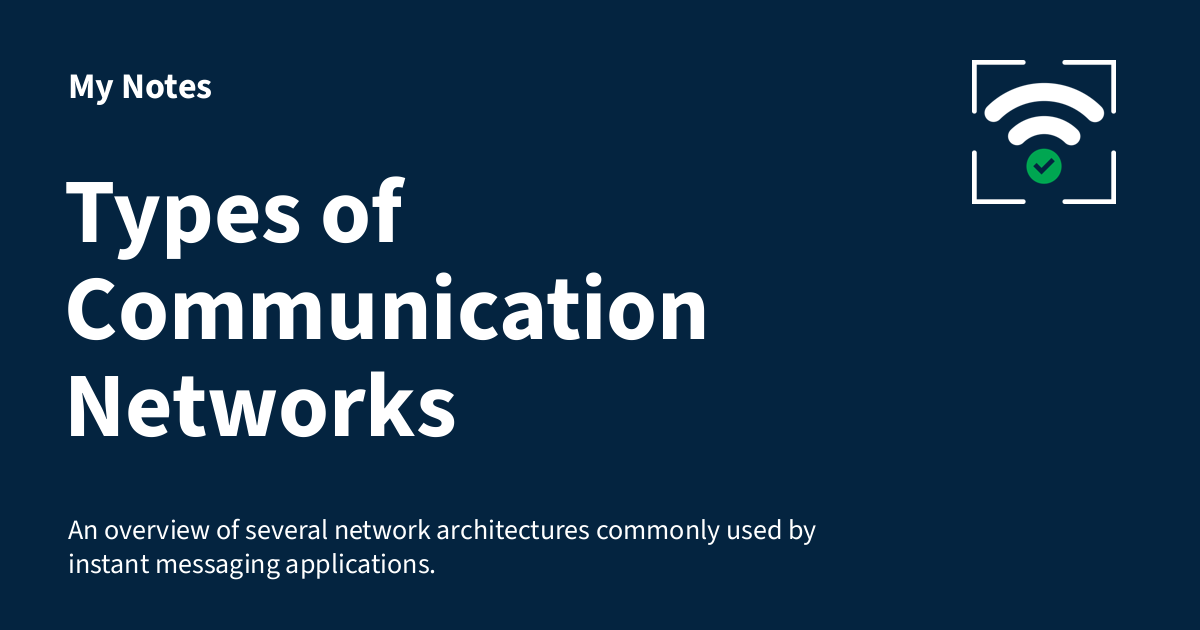 My Notes
Types of
Communication
Networks
An overview of several network architectures commonly used by
instant messaging applications.